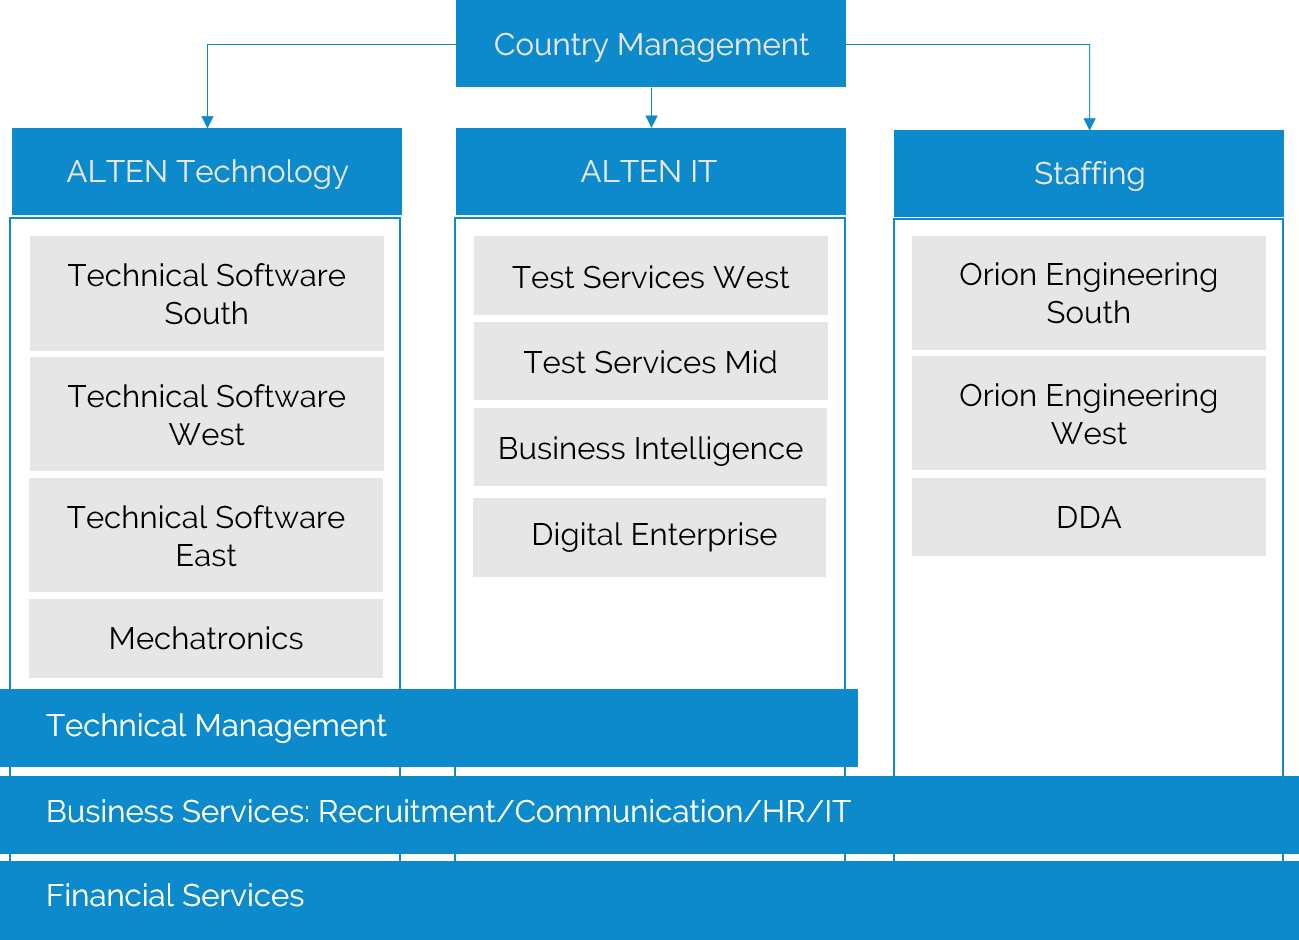 Country Management
ALTEN Technology
Technical Software
South
Technical Software
West
Technical Software
East
Mechatronics
ALTEN IT
Test Services West
Test Services Mid
Business Intelligence
Digital Enterprise
Staffing
Orion Engineering
South
Orion Engineering
West
DDA
Technical Management
Business Services: Recruitment/Communication/HR/IT
Financial Services